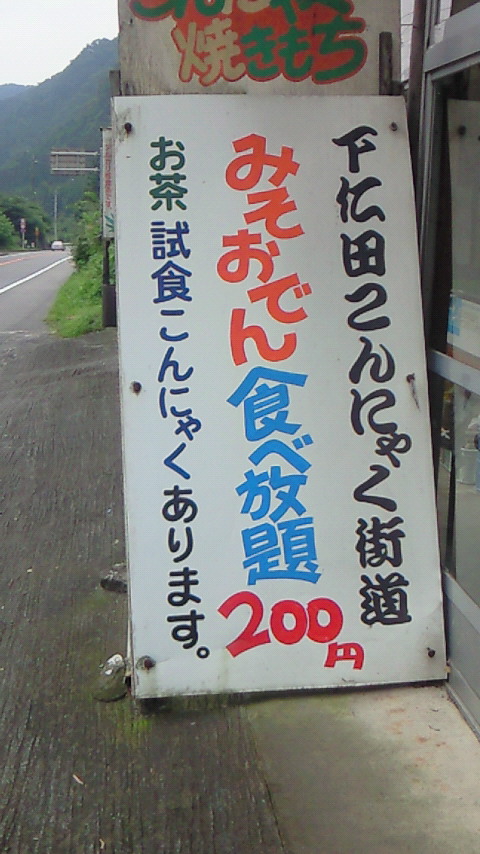 焼きもち
下仁田こんにゃく街道
みそおでん食べ放題
200円
お茶 試食こんにゃくあります。